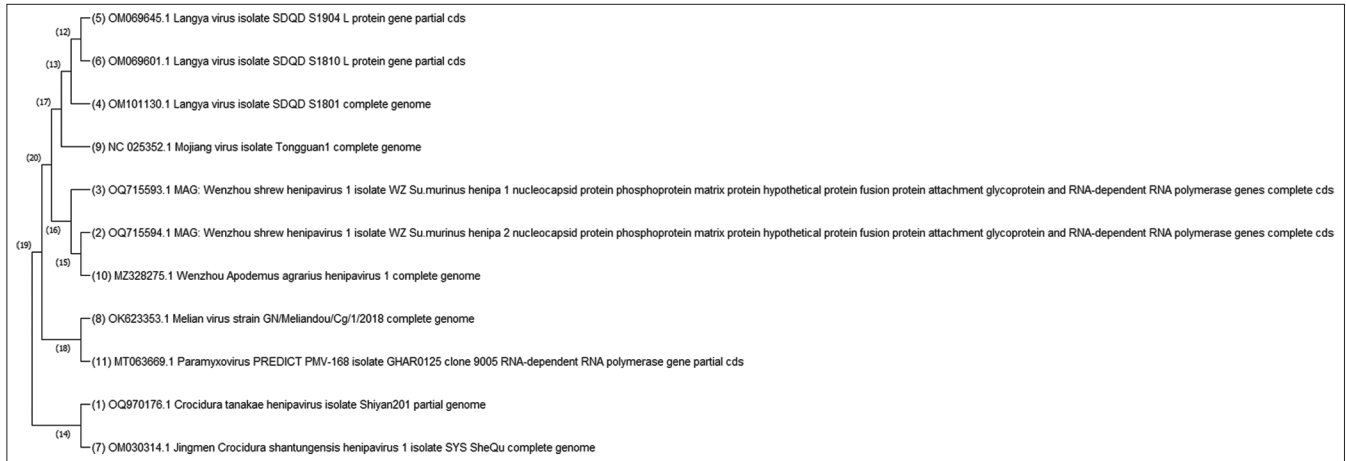 (5) OM069645.1 Langya virus isolate SDQD S1904 L protein gene partial cds
(12)
(6) OM069601.1 Langya virus isolate SDQD S1810 L protein gene partial cds
(13)
(4) OM101130.1 Langya virus isolate SDQD S1801 complete genome
(17)
(9) NC 025352.1 Mojiang virus isolate Tongguan1 complete genome
(20)
(3) OQ715593.1 MAG: Wenzhou shrew henipavirus 1 isolate WZ Su.murinus henipa 1 nucleocapsid protein phosphoprotein matrix protein hypothetical protein fusion protein attachment glycoprotein and RNA-dependent RNA polymerase genes complete cds
(16)
(2) OQ715594.1 MAG: Wenzhou shrew henipavirus 1 isolate WZ Su.murinus henipa 2 nucleocapsid protein phosphoprotein matrix protein hypothetical protein fusion protein attachment glycoprotein and RNA-dependent RNA polymerase genes complete cds
(19)
(15)
(10) MZ328275.1 Wenzhou Apodemus agrarius henipavirus 1 complete genome
(8) OK623353.1 Melian virus strain GN/Meliandou/Cg/1/2018 complete genome
(18)
(11) MT063669.1 Paramyxovirus PREDICT PMV-168 isolate GHAR0125 clone 9005 RNA-dependent RNA polymerase gene partial cds
(1) OQ970176.1 Crocidura tanakae henipavirus isolate Shiyan201 partial genome
(14)
(7) OM030314.1 Jingmen Crocidura shantungensis henipavirus 1 isolate SYS SheQu complete genome